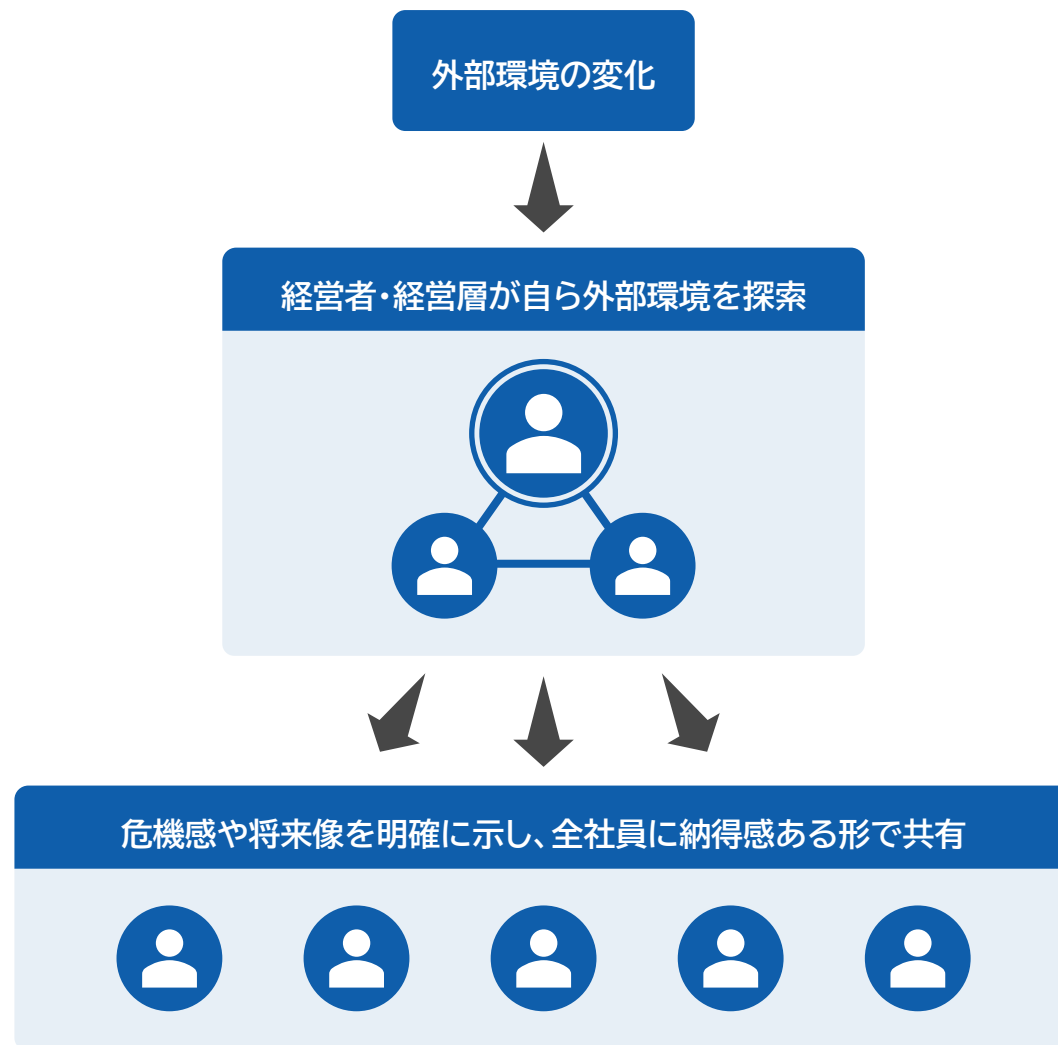 外部環境の変化
経営者・経営層が自ら外部環境を探索
危機感や将来像を明確に示し、全社員に納得感ある形で共有